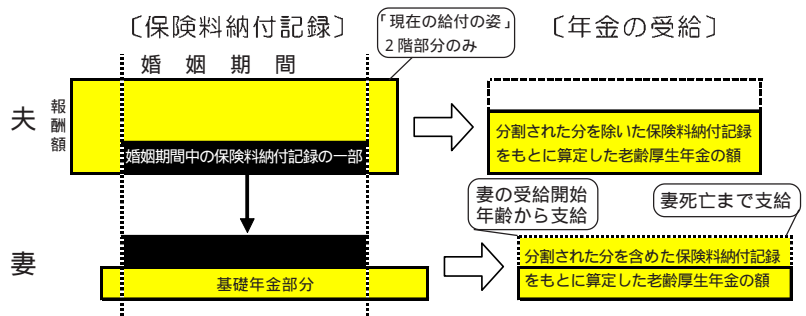 〔保険料納付記録〕
「現在の給付の姿」
2階部分のみ
〔年金の受給〕
婚姻期間
夫
報酬額
婚姻期間中の保険料納付記録の一部
分割された分を除いた保険料納付記録
をもとに算定した老齢厚生年金の額
妻の受給開始
年齢から支給
妻死亡まで支給
妻
基礎年金部分
分割された分を含めた保険料納付記録
をもとに算定した老齢厚生年金の額